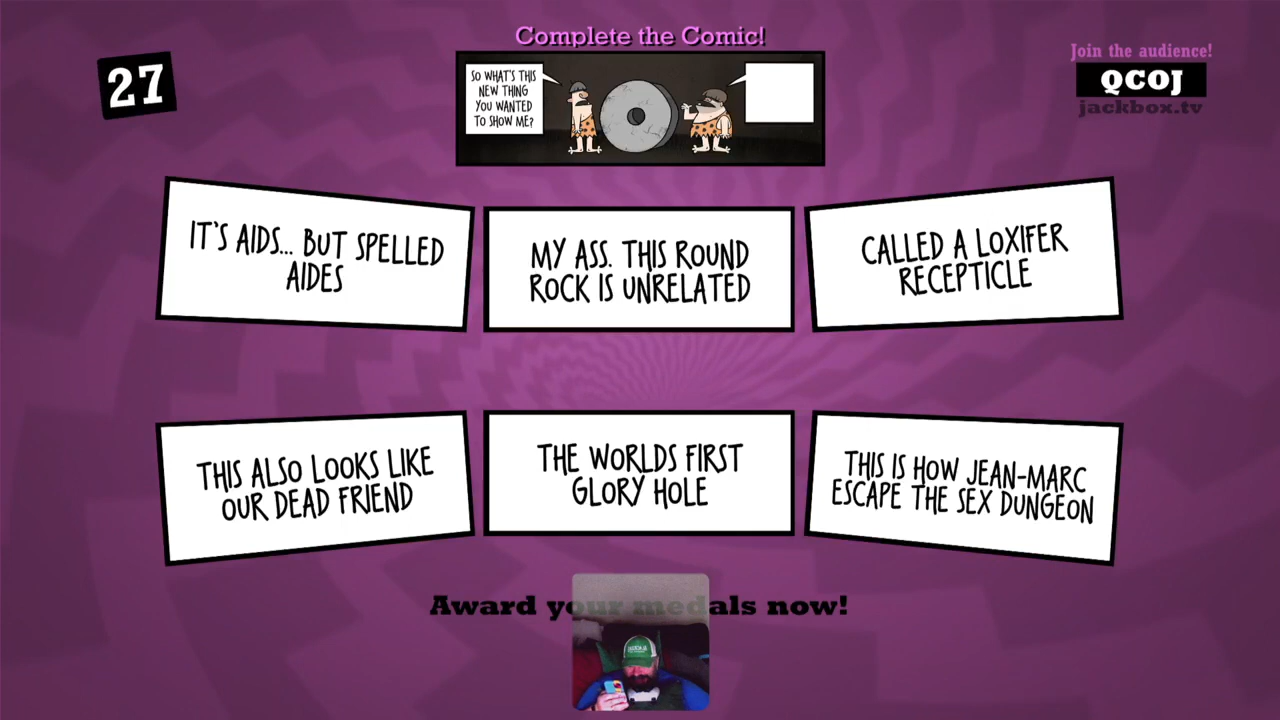 Complete the Comic!
27
Join the audience!
QCOJ
jackbox.tv
SO WHAT'S THIS
NEW THING
YOU WANTED
TO SHOW ME?
IT'S AIDS... BUT SPELLED
AIDES
MY ASS. THIS ROUND
ROCK IS UNRELATED
CALLED A LOXIFER
RECEPTICLE
THIS ALSO LOOKS LIKE
OUR DEAD FRIEND
THE WORLDS FIRST
GLORY HOLE
THIS IS HOW JEAN-MARC
ESCAPE THE SEX DUNGEON
Award your medals now!